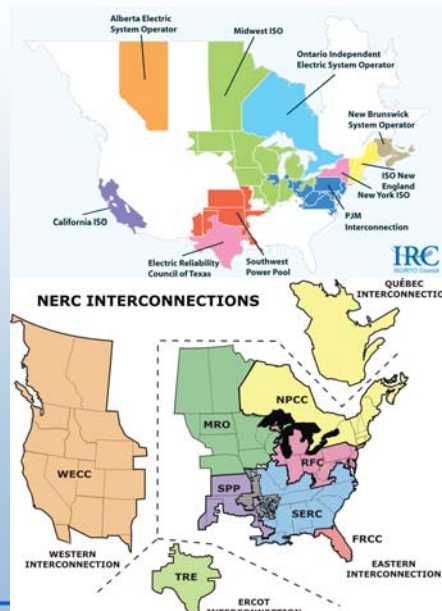 Alberta Electric
System Operator
Midwest ISO
Ontario Independent
Electric System Operator
New Brunswick
System Operator
ISO New
England
New York ISO
PJM
Interconnection
California ISO
Electric Reliability
Council of Texas
Southwest
Power Pool
IRC
ISO/RTO Council
NERC INTERCONNECTIONS
QUÉBEC
INTERCONNECTION
NPCC
MRO
RFC
WECC
SPP
SERC
FRCC
WESTERN
INTERCONNECTION
EASTERN
INTERCONNECTION
TRE
ERCOT